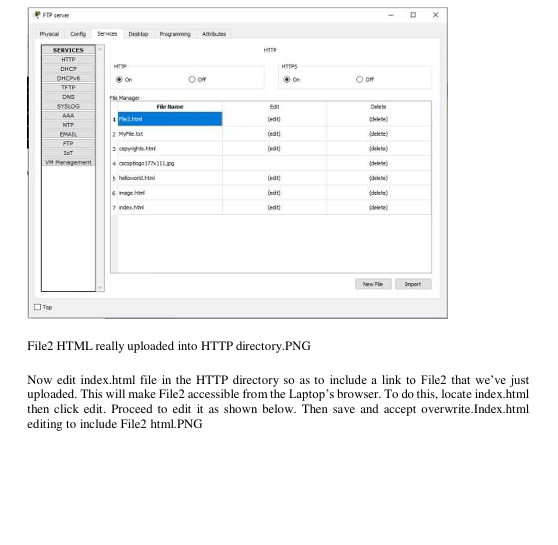 FTP server
Physical Config Services Desktop Programming Attributes
SERVICES
HTTP
DHCP
DHCPv6
TFTP
DNS
SYSLOG
AAA
NTP
EMAIL
FTP
IoT
VM Management
HTTP
HTTP
On Off
HTTPS
On Off
File Manager
File Name Edit Delete
1 File2.html (edit) (delete)
2 MyFile.txt (edit) (delete)
3 copyrights.html (edit) (delete)
4 cscoptlogo177x111.jpg (delete)
5 helloworld.html (edit) (delete)
6 image.html (edit) (delete)
7 index.html (edit) (delete)
New File Import
Top
File2 HTML really uploaded into HTTP directory.PNG
Now edit index.html file in the HTTP directory so as to include a link to File2 that we’ve just
uploaded. This will make File2 accessible from the Laptop’s browser. To do this, locate index.html
then click edit. Proceed to edit it as shown below. Then save and accept overwrite.Index.html
editing to include File2 html.PNG